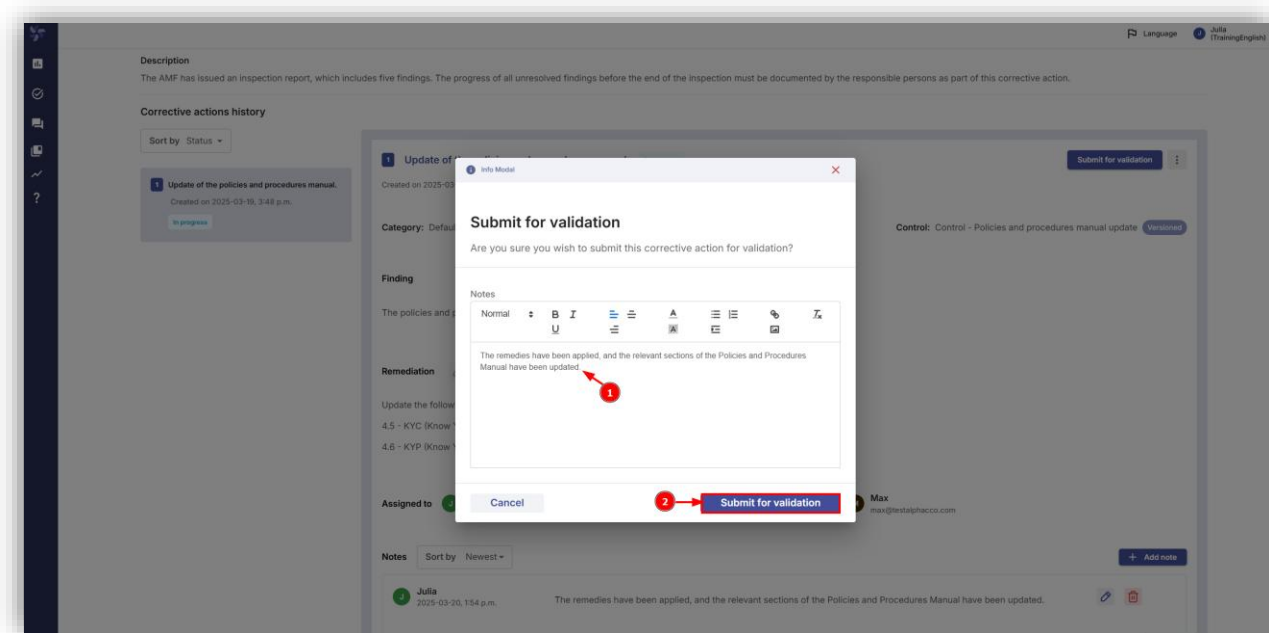 Language
J
Julia
(TrainingEnglish)
Description
The AMF has issued an inspection report, which includes five findings. The progress of all unresolved findings before the end of the inspection must be documented by the responsible persons as part of this corrective action.
Corrective actions history
Sort by Status
1 Update of the policies and procedures manual.
Created on 2025-03-19, 3:48 p.m.
In progress
?
1 Update of
Submit for validation
Created on 2025-03
Category: Defau
Control: Control - Policies and procedures manual update Versioned
Finding
The policies and p
Remediation
Update the follow
4.5 - KYC (Know
4.6 - KYP (Know
Assigned to J
Max
max@testalphacco.com
Info Modal
Submit for validation
Are you sure you wish to submit this corrective action for validation?
Notes
Normal B I A
U A
The remedies have been applied, and the relevant sections of the Policies and Procedures
Manual have been updated.
1
Cancel
2
Submit for validation
Notes Sort by Newest
+ Add note
J Julia
2025-03-20, 1:54 p.m.
The remedies have been applied, and the relevant sections of the Policies and Procedures Manual have been updated.